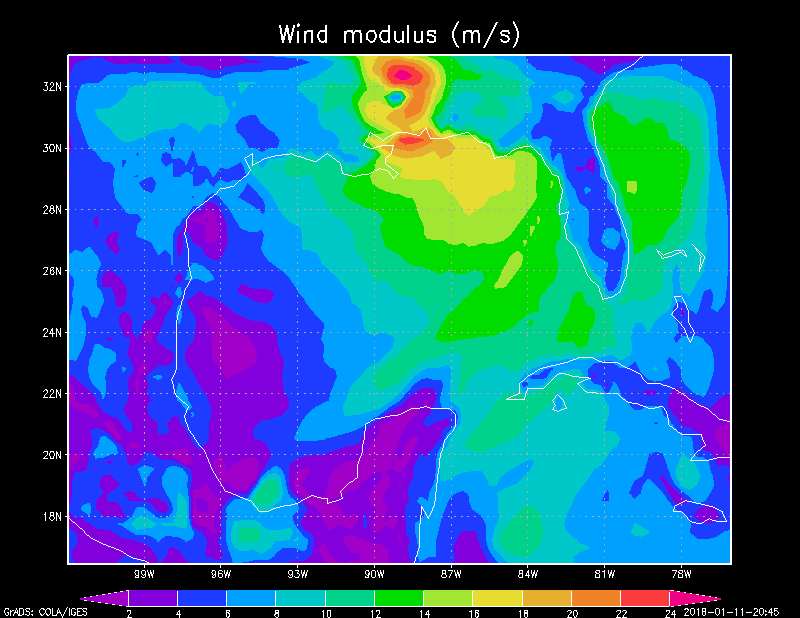 Wind modulus (m/s)
32N
30N
28N
26N
24N
22N
20N
18N
99W 96W 93W 90W 87W 84W 81W 78W
2 4 6 8 10 12 14 16 18 20 22 24
GrADS: COLA/IGES 2018-01-11-20:45